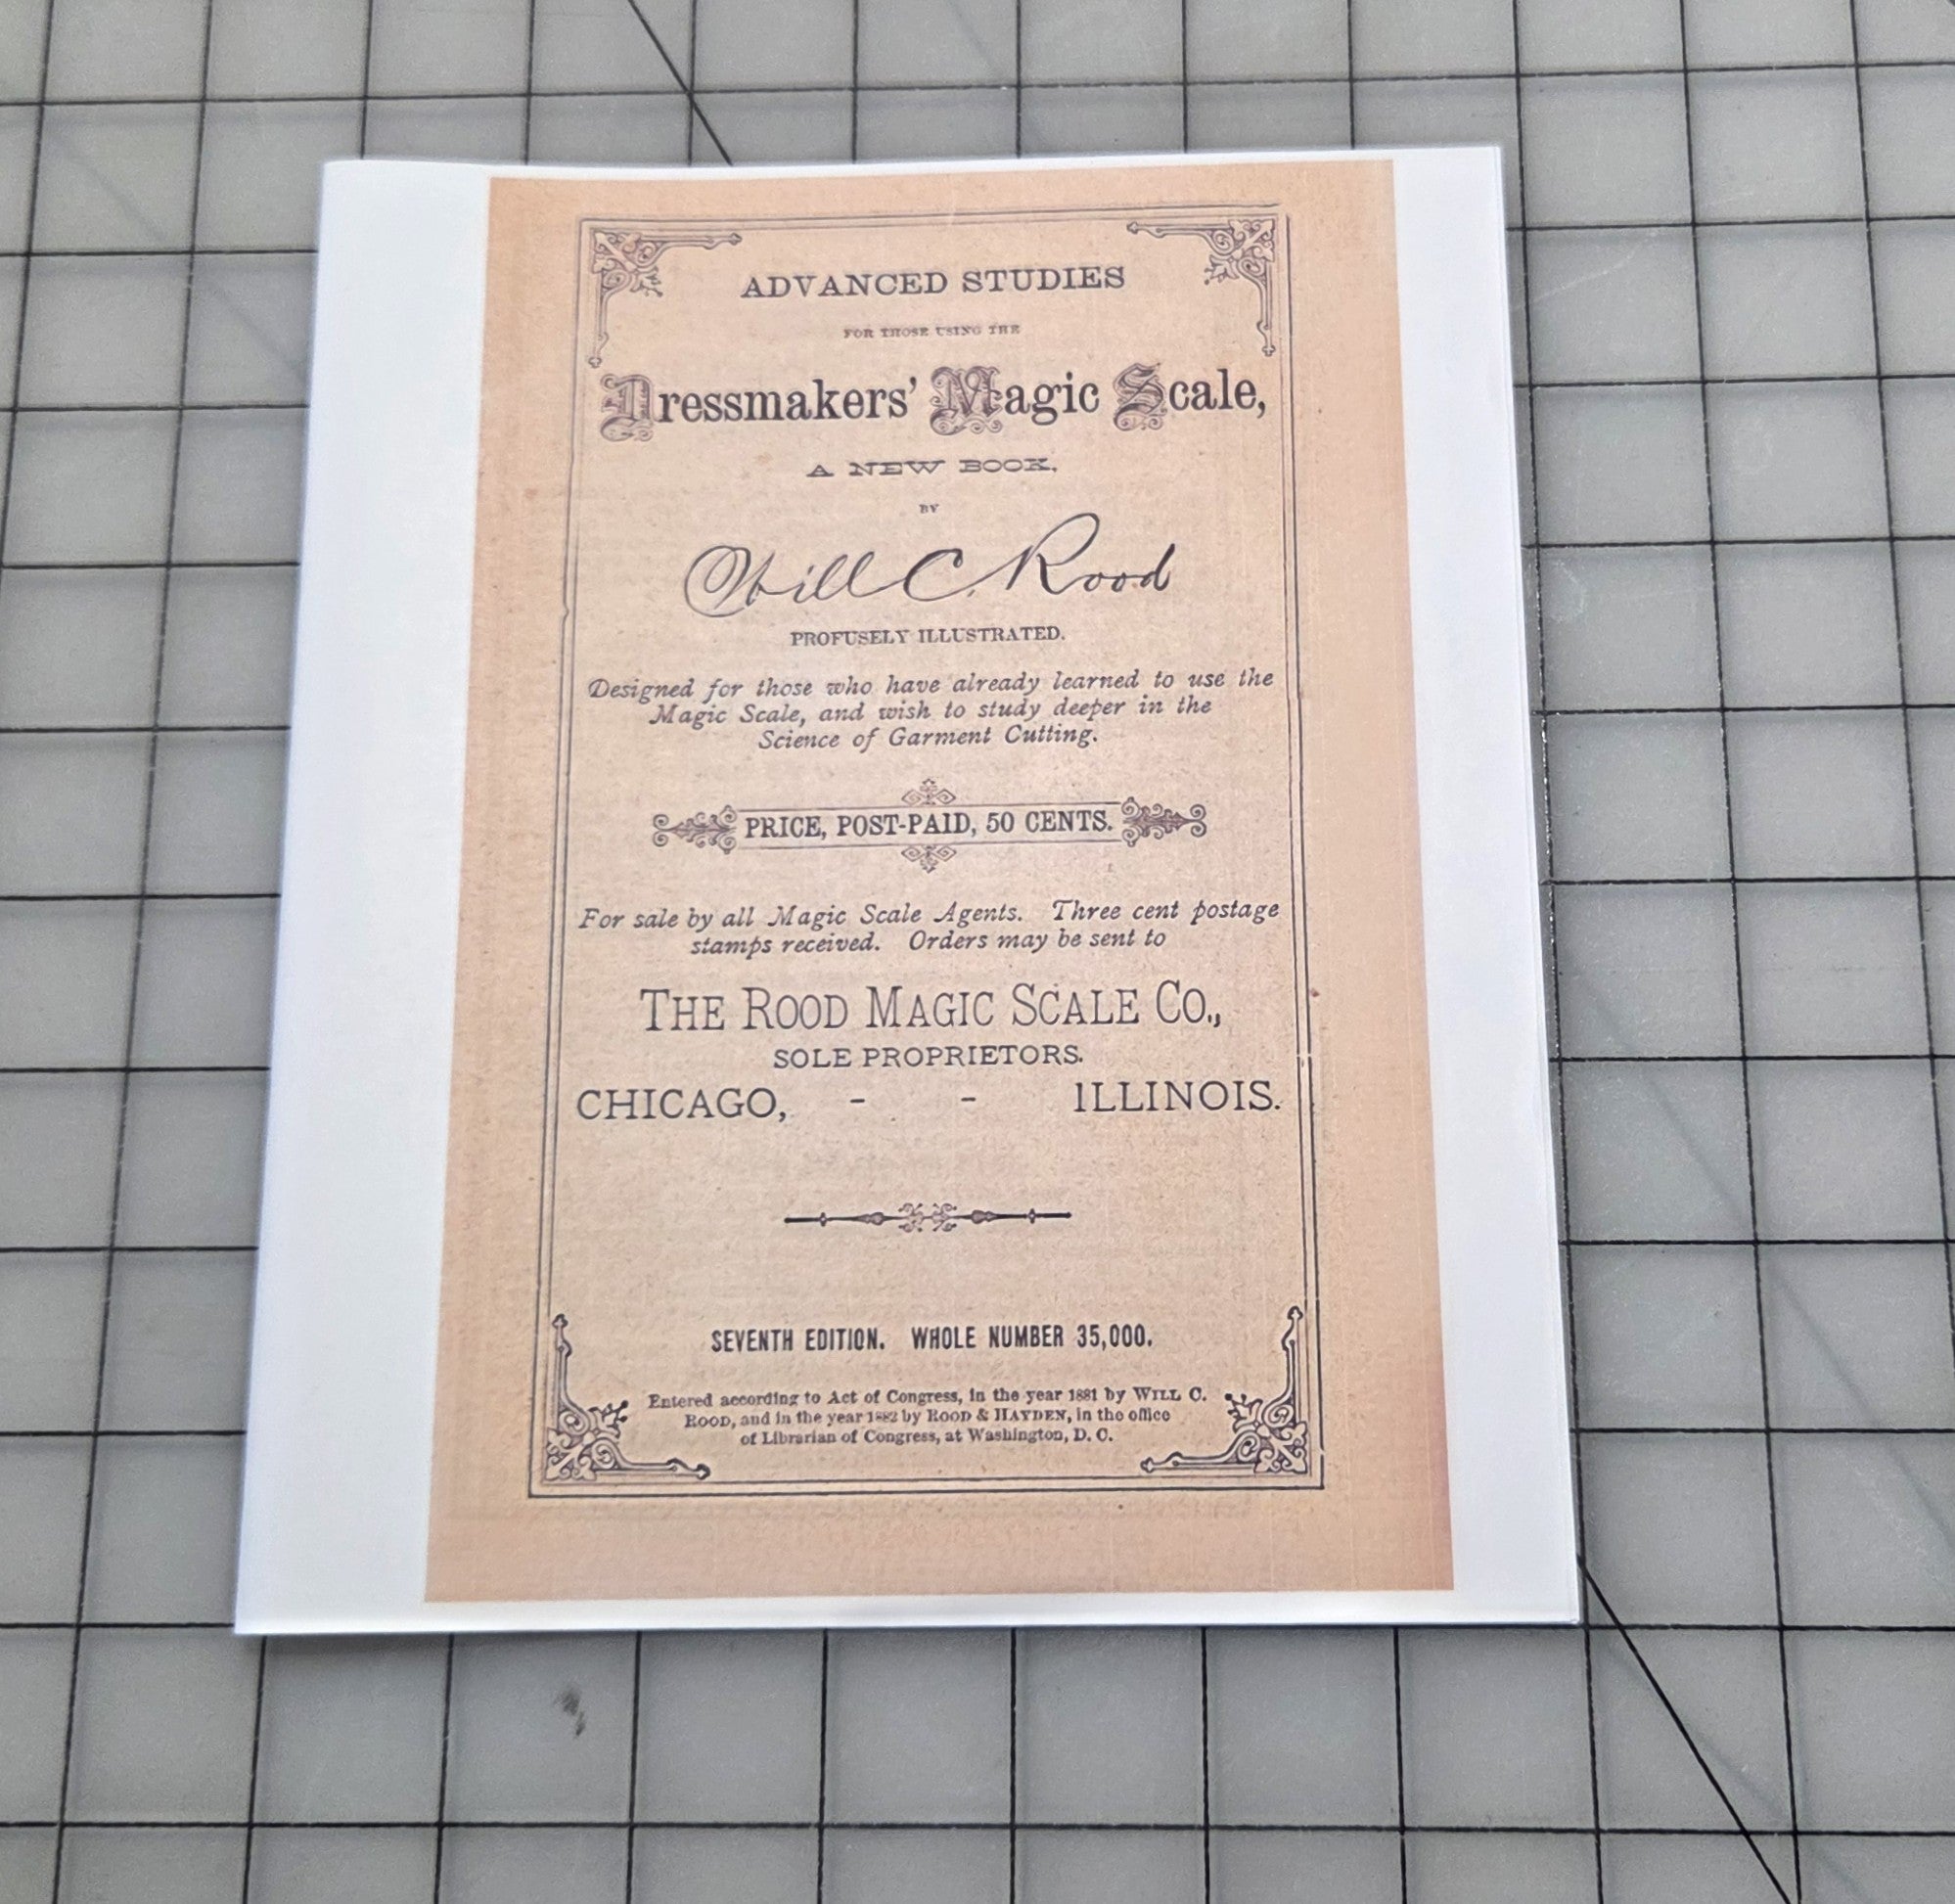 ADVANCED STUDIES
FOR THOSE USING THE
Dressmakers' Magic Scale,
A NEW BOOK,
BY
Will C. Rood
PROFUSELY ILLUSTRATED.
Designed for those who have already learned to use the
Magic Scale, and wish to study deeper in the
Science of Garment Cutting.
PRICE, POST-PAID, 50 CENTS.
For sale by all Magic Scale Agents. Three cent postage
stamps received. Orders may be sent to
THE ROOD MAGIC SCALE CO.,
SOLE PROPRIETORS.
CHICAGO, - - ILLINOIS.
SEVENTH EDITION. WHOLE NUMBER 35,000.
Entered according to Act of Congress, in the year 1881 by WILL C.
ROOD, and in the year 1882 by ROOD & HAYDEN, in the office
of Librarian of Congress, at Washington, D. C.